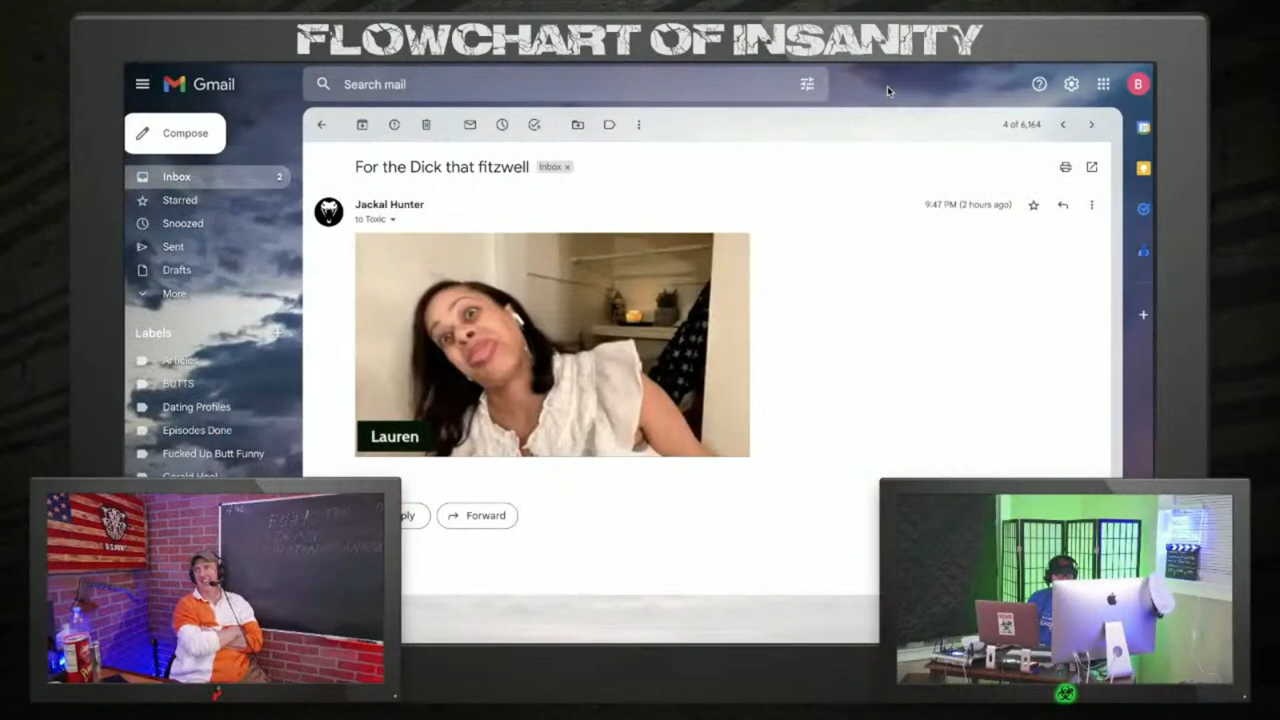 FLOWCHART OF INSANITY
Gmail
Search mail
B
Compose
4 of 6,164
Inbox 2
For the Dick that fitzwell Inbox ×
Starred
Jackal Hunter
9:47 PM (2 hours ago)
to Toxic
Snoozed
Sent
Drafts
More
Labels
Articles
BUTTS
Dating Profiles
Episodes Done
Lauren
Fucked Up Butt Funny
Forward